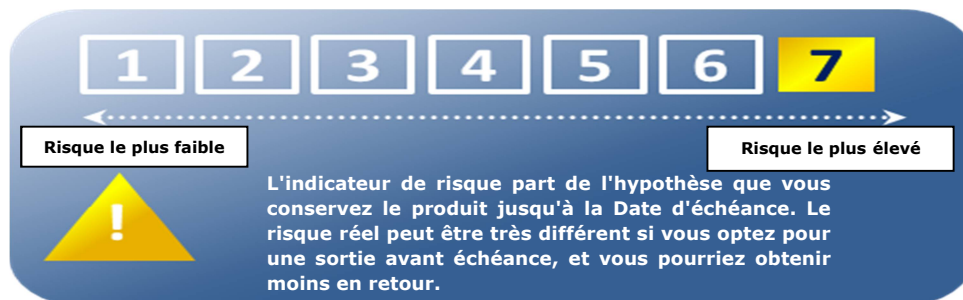 1 2 3 4 5 6 7
Risque le plus faible
Risque le plus élevé
!
L'indicateur de risque part de l'hypothèse que vous
conservez le produit jusqu'à la Date d'échéance. Le
risque réel peut être très différent si vous optez pour
une sortie avant échéance, et vous pourriez obtenir
moins en retour.